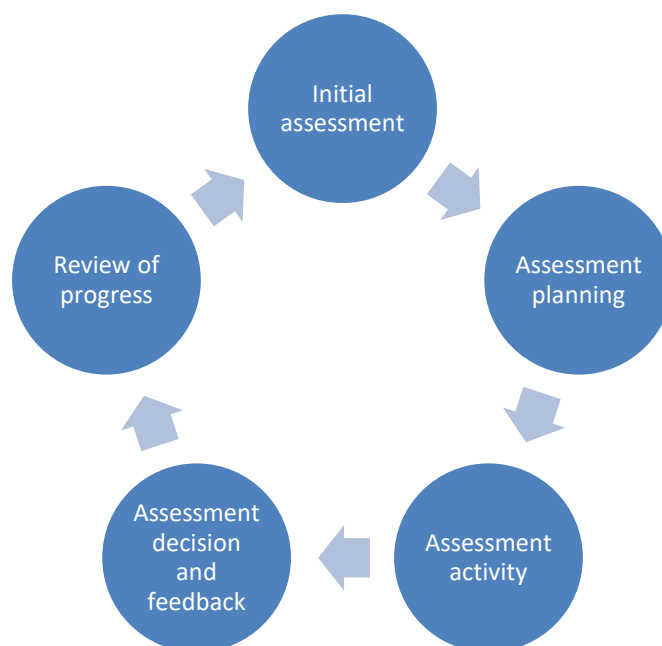 Initial
assessment
Assessment
planning
Assessment
activity
Assessment
decision
and
feedback
Review of
progress